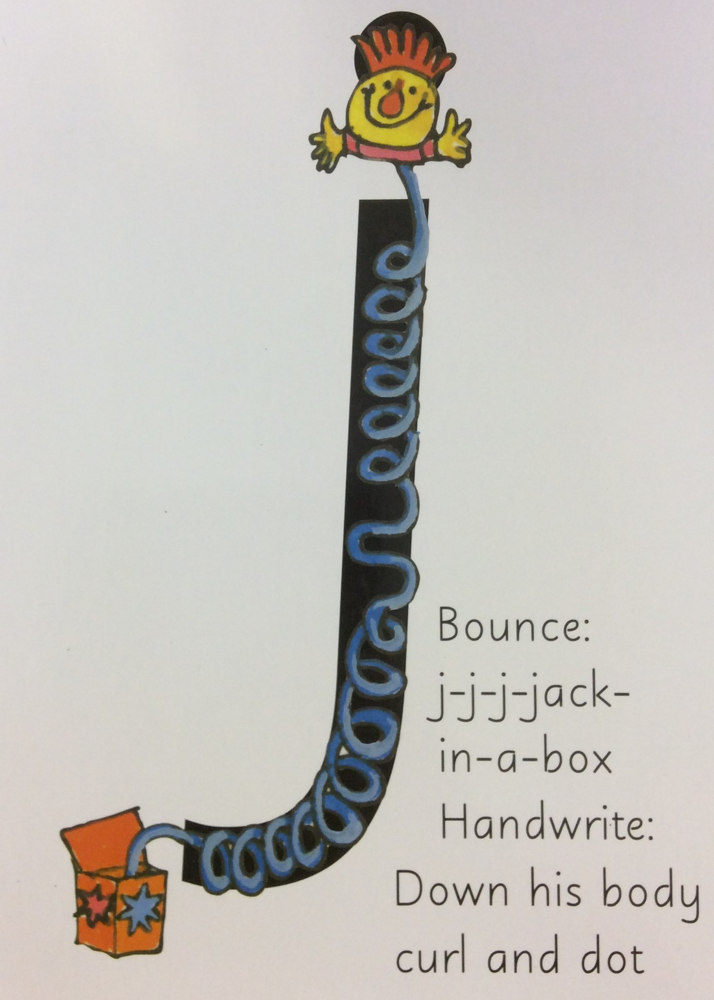 Bounce:
j-j-j-jack-
in-a-box
Handwrite:
Down his body
curl and dot